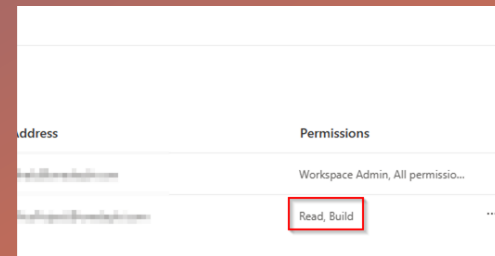 Address Permissions
Workspace Admin, All permissio...
Read, Build ...